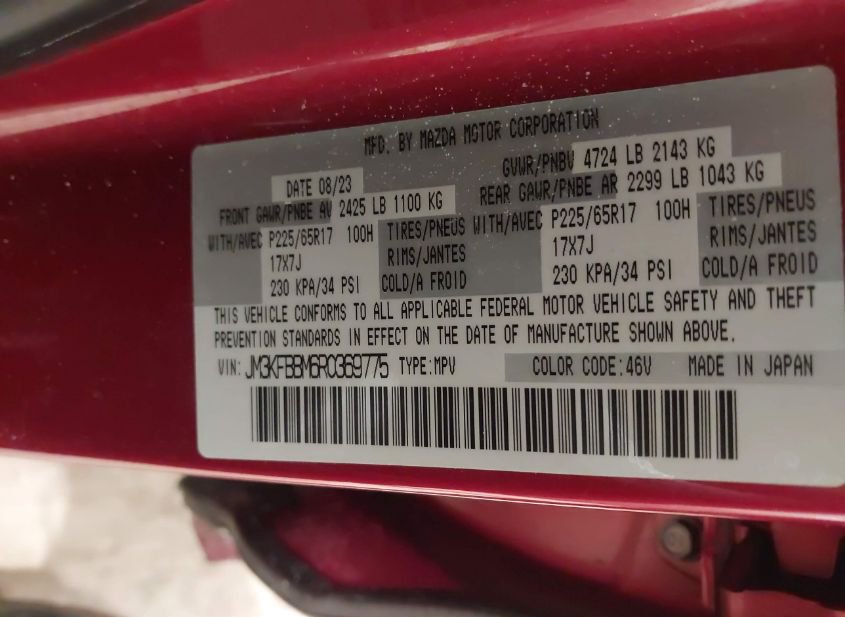 MFD. BY MAZDA MOTOR CORPORATION
DATE 08/23 GVWR/PNBV 4724 LB 2143 KG
FRONT GAWR/PNBE AV 2425 LB 1100 KG REAR GAWR/PNBE AR 2299 LB 1043 KG
WITH/AVEC P225/65R17 100H TIRES/PNEUS WITH/AVEC P225/65R17 100H TIRES/PNEUS
17X7J RIMS/JANTES 17X7J RIMS/JANTES
230 KPA/34 PSI COLD/A FROID 230 KPA/34 PSI COLD/A FROID
THIS VEHICLE CONFORMS TO ALL APPLICABLE FEDERAL MOTOR VEHICLE SAFETY AND THEFT
PREVENTION STANDARDS IN EFFECT ON THE DATE OF MANUFACTURE SHOWN ABOVE.
VIN: JM3KFBBM6R0369775 TYPE:MPV COLOR CODE:46V MADE IN JAPAN